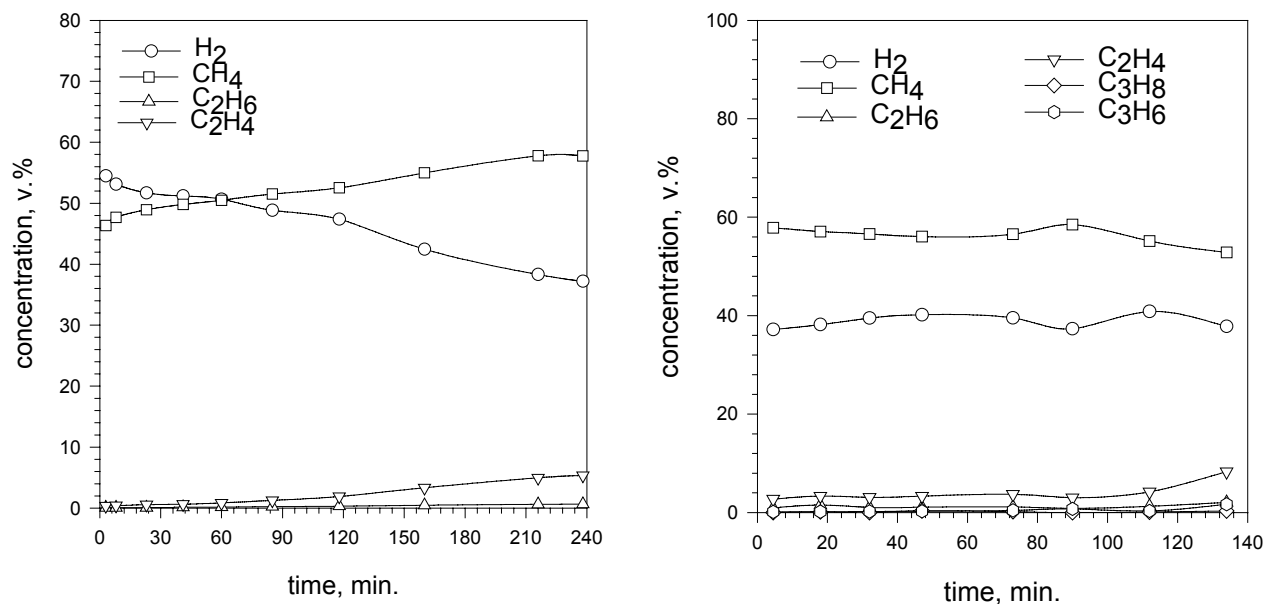 80
70
60
50
40
30
20
10
0
concentration, v.%
H2
CH4
C2H6
C2H4
0 30 60 90 120 150 180 210 240
time, min.
100
80
60
40
20
0
concentration, v.%
H2
CH4
C2H6
C2H4
C3H8
C3H6
0 20 40 60 80 100 120 140
time, min.